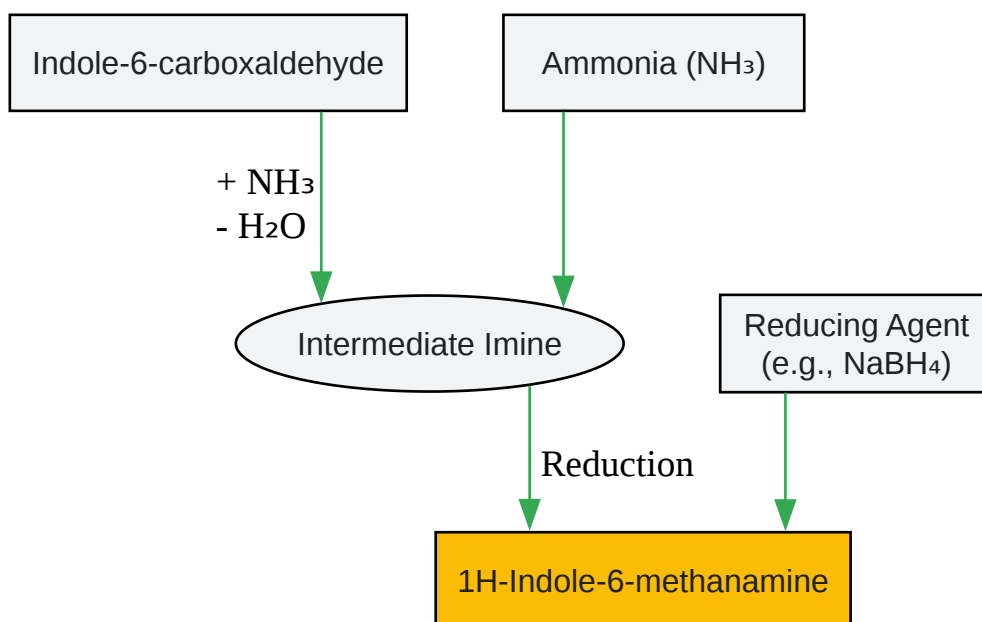 Indole-6-carboxaldehyde
Ammonia (NH₃)
+ NH₃
- H₂O
Intermediate Imine
Reducing Agent
(e.g., NaBH₄)
Reduction
1H-Indole-6-methanamine